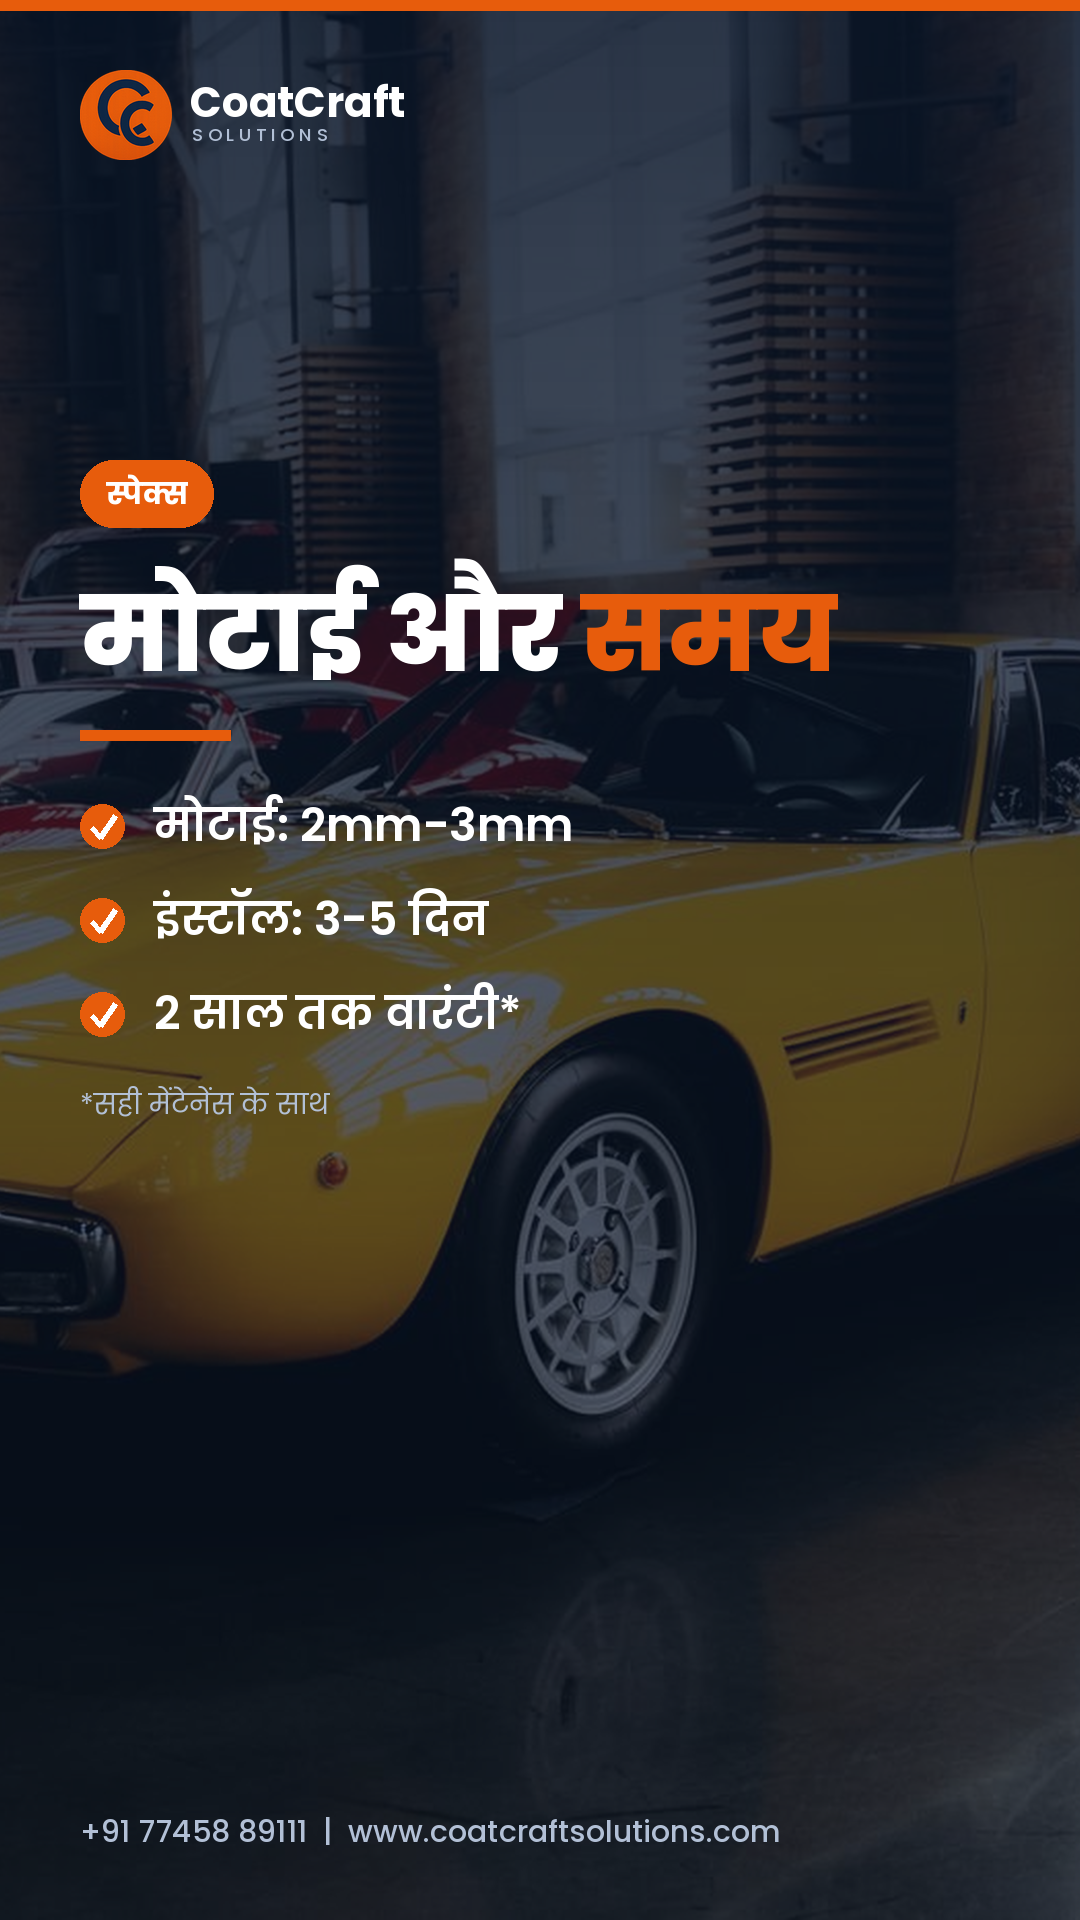 CoatCraft
SOLUTIONS
स्पेक्स
मोटाई और समय
मोटाई: 2mm-3mm
इंस्टॉल: 3-5 दिन
2 साल तक वारंटी*
*सही मेंटेनेंस के साथ
+91 77458 89111 | www.coatcraftsolutions.com